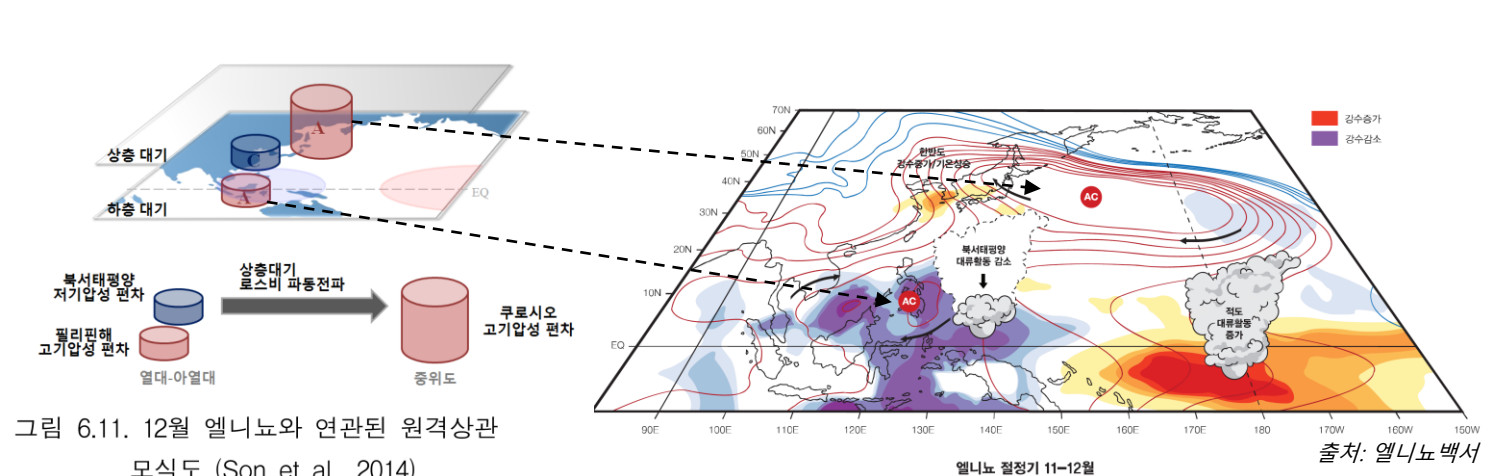 상층 대기
하층 대기
A
C
A
EQ
북서태평양
저기압성 편차
상층대기
로스비 파동전파
필리핀해
고기압성 편차
쿠로시오
고기압성 편차
열대-아열대
중위도
그림 6.11. 12월 엘니뇨와 연관된 원격상관
모식도 (Son et al., 2014)
70N
60N
50N
40N
30N
20N
10N
EQ
한반도
강수증가/기온상승
AC
북서태평양
대류활동 감소
AC
적도
대류활동
증가
강수증가
강수감소
90E 100E 110E 120E 130E 140E 150E 160E 170E 180 170W 160W 150W
출처: 엘니뇨백서
엘니뇨 절정기 11-12월